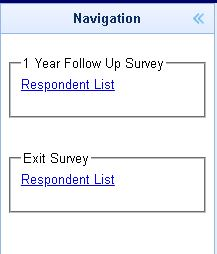 Navigation
1 Year Follow Up Survey
Respondent List
Exit Survey
Respondent List